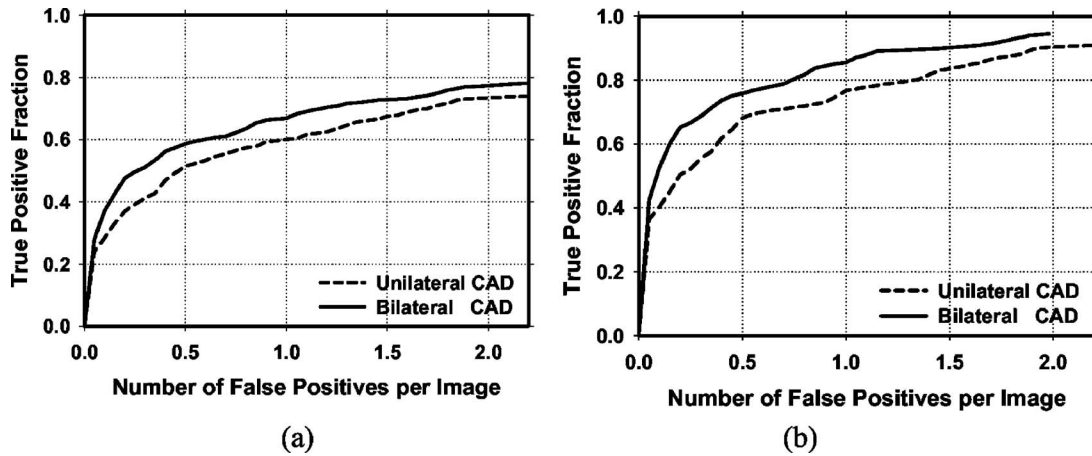 1.0
0.8
0.6
0.4
0.2
0.0
True Positive Fraction
Unilateral CAD
Bilateral CAD
0.0 0.5 1.0 1.5 2.0
Number of False Positives per Image
(a)
1.0
0.8
0.6
0.4
0.2
0.0
True Positive Fraction
Unilateral CAD
Bilateral CAD
0.0 0.5 1.0 1.5 2.0
Number of False Positives per Image
(b)